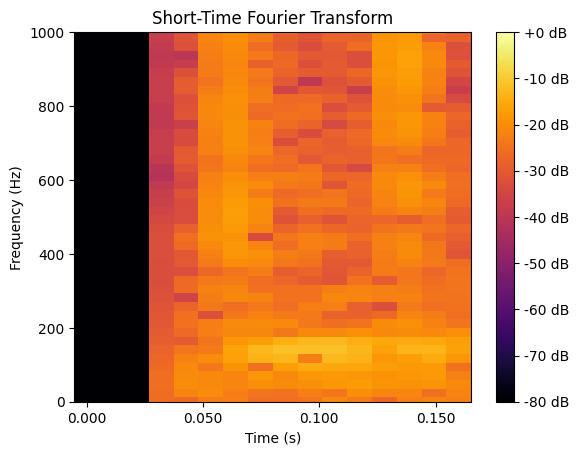 Short-Time Fourier Transform
1000
800
600
400
200
0
Frequency (Hz)
0.000
0.050
0.100
0.150
Time (s)
+0 dB
-10 dB
-20 dB
-30 dB
-40 dB
-50 dB
-60 dB
-70 dB
-80 dB